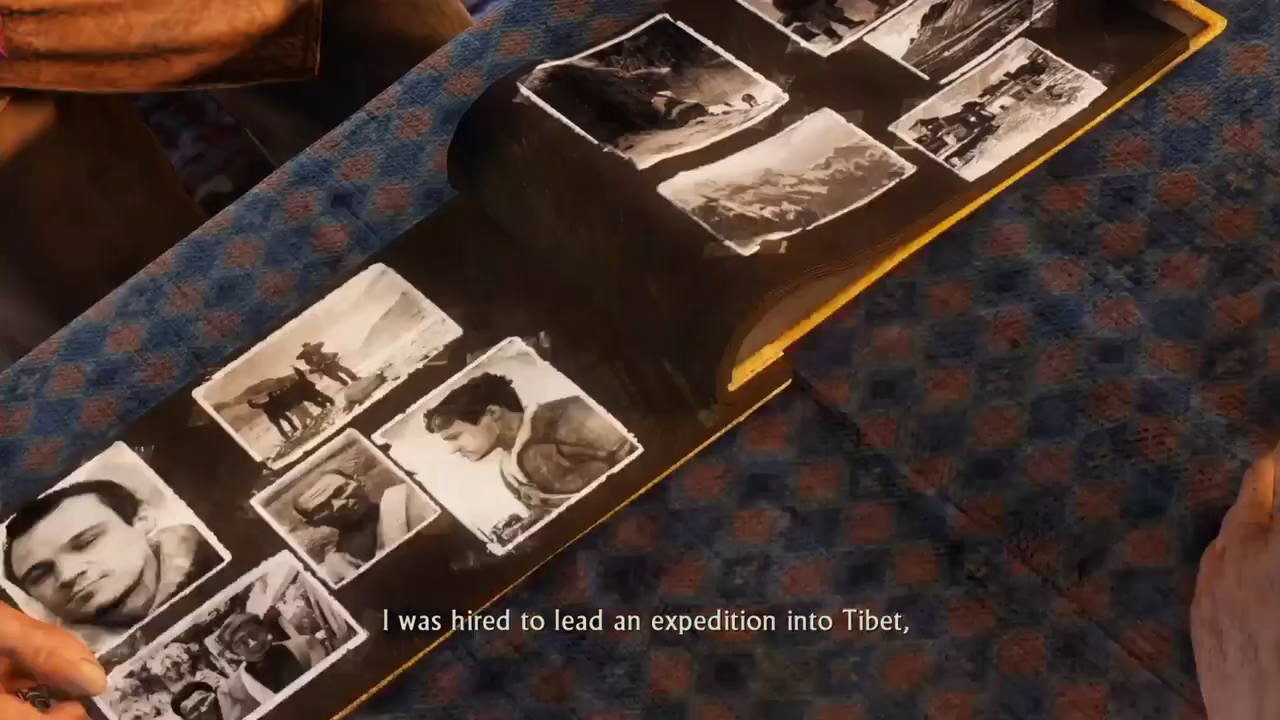 I was hired to lead an expedition into Tibet,